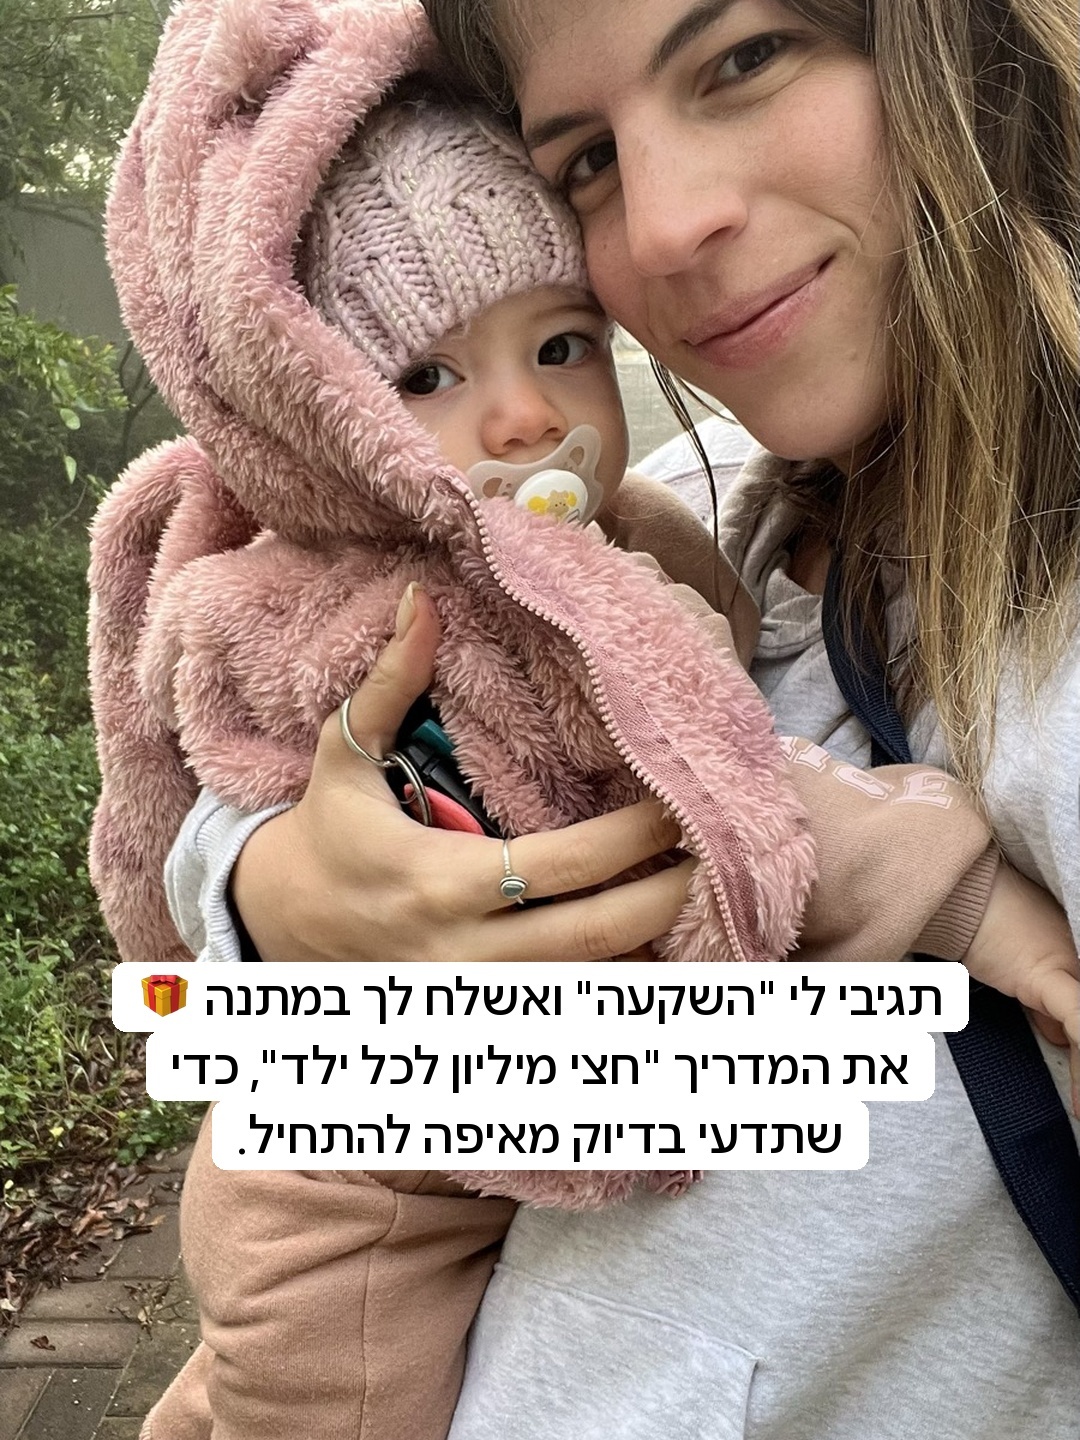 תגיבי לי "השקעה" ואשלח לך במתנה 🎁
את המדריך "חצי מיליון לכל ילד", כדי
שתדעי בדיוק מאיפה להתחיל.